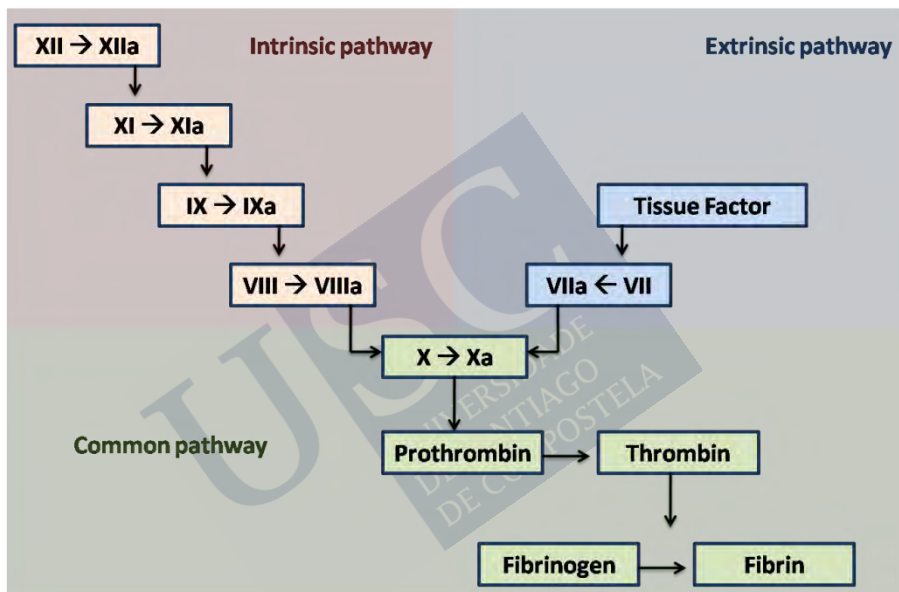 XII → XIIa
Intrinsic pathway
Extrinsic pathway
XI → XIa
IX → IXa
Tissue Factor
VIII → VIIIa
VIIa ← VII
X → Xa
Common pathway
Prothrombin
Thrombin
Fibrinogen
Fibrin
USC
UNIVERSIDADE
DE SANTIAGO
DE COMPOSTELA